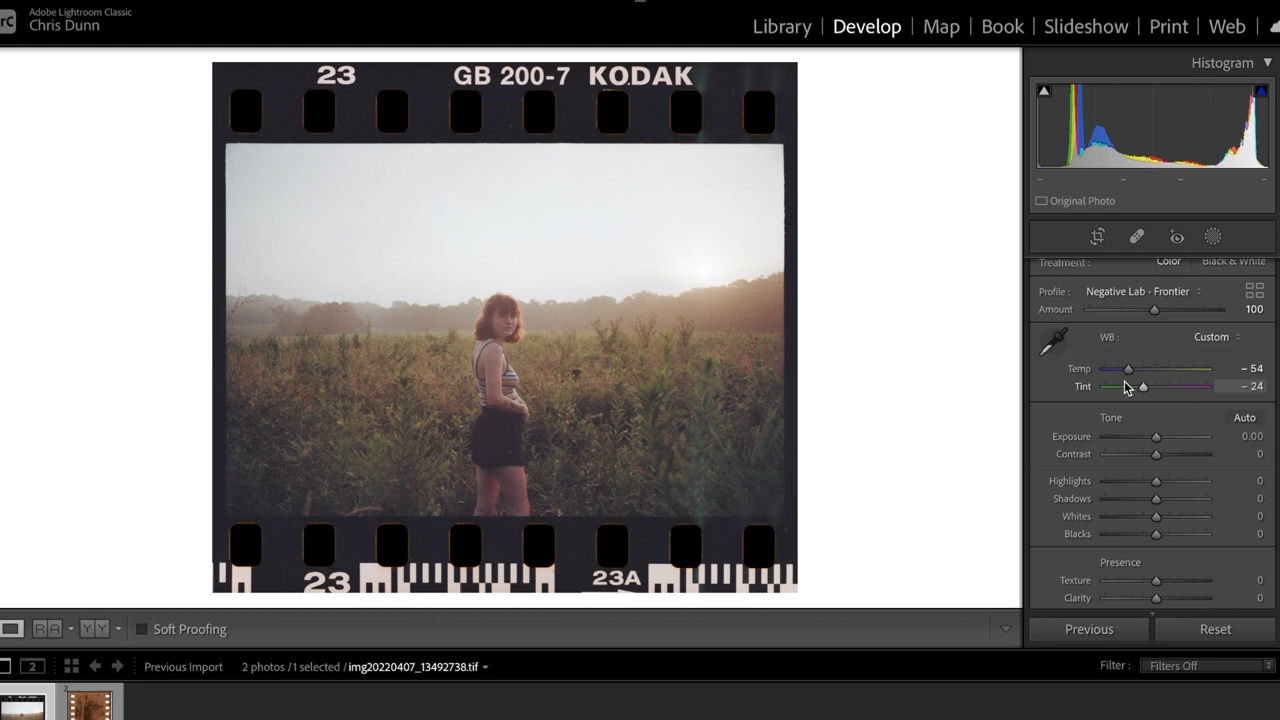 rC
Adobe Lightroom Classic
Chris Dunn
Library | Develop | Map | Book | Slideshow | Print | Web |
23 GB 200-7 KODAK
23 23A
Histogram
Original Photo
Treatment : Color Black & White
Profile : Negative Lab - Frontier
Amount 100
WB : Custom
Temp – 54
Tint – 24
Tone Auto
Exposure 0.00
Contrast 0
Highlights 0
Shadows 0
Whites 0
Blacks 0
Presence
Texture 0
Clarity 0
Previous Reset
R A Y Y Soft Proofing
2 Previous Import 2 photos / 1 selected / img20220407_13492738.tif
Filter : Filters Off
2